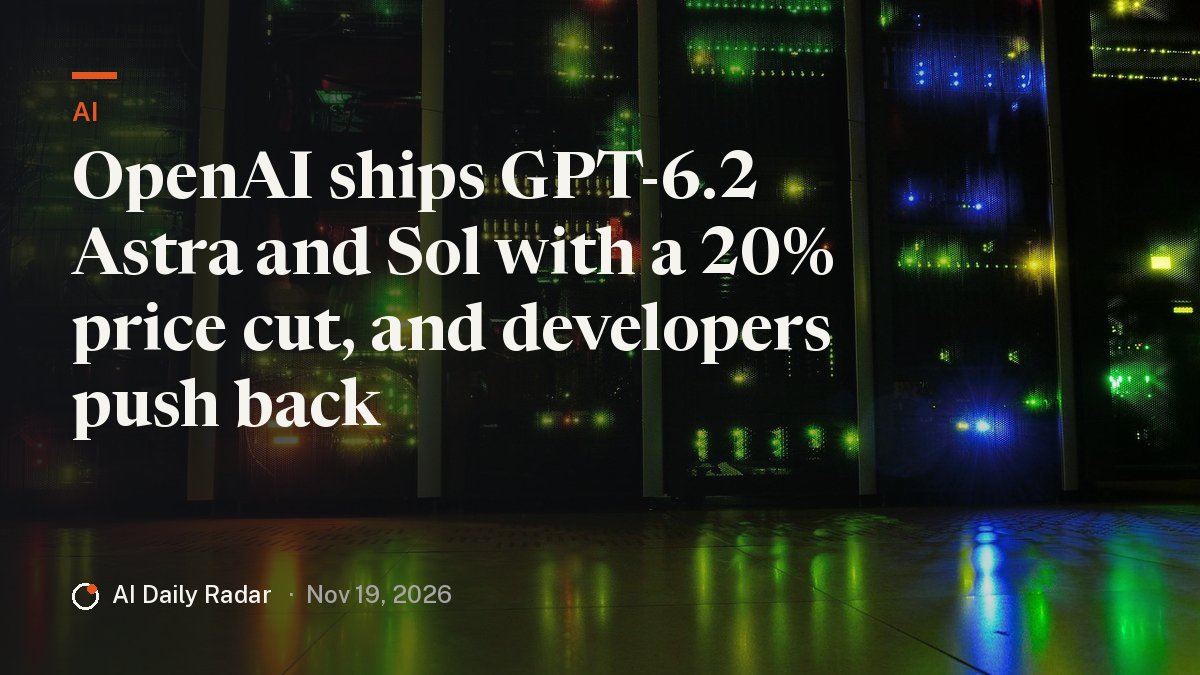 AI
OpenAI ships GPT-6.2
Astra and Sol with a 20%
price cut, and developers
push back
AI Daily Radar · Nov 19, 2026